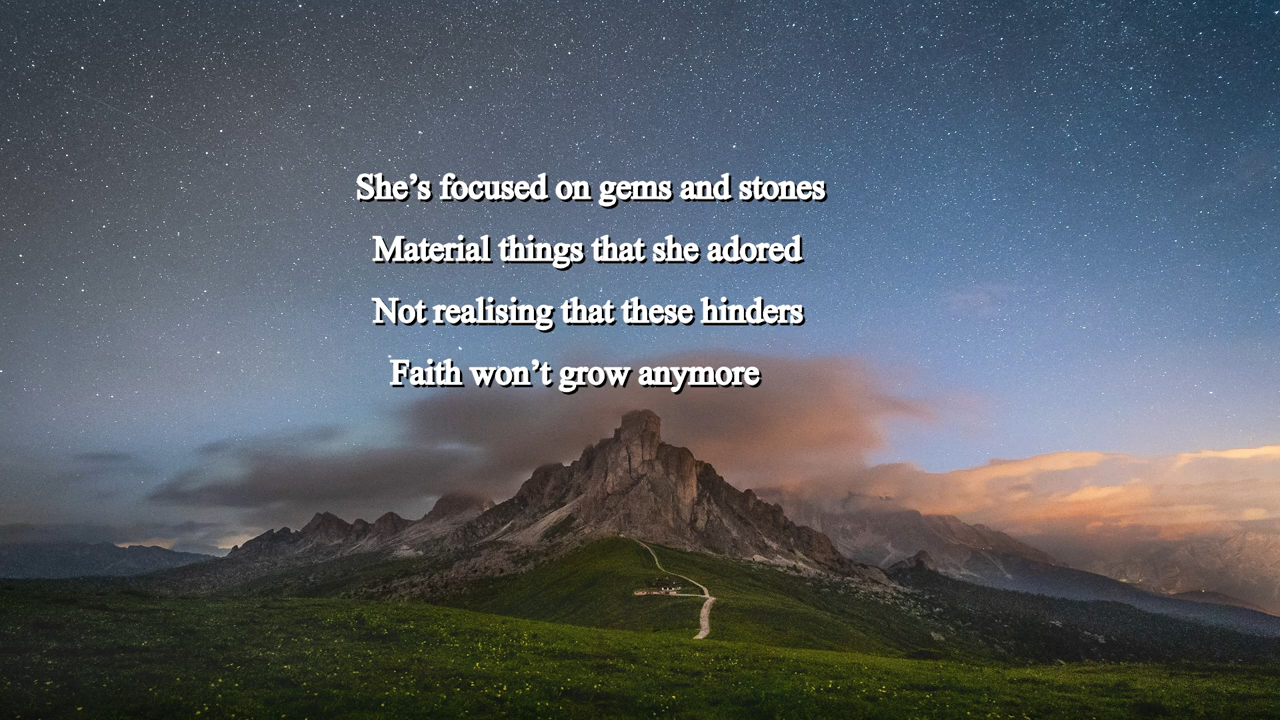 She’s focused on gems and stones
Material things that she adored
Not realising that these hinders
Faith won’t grow anymore